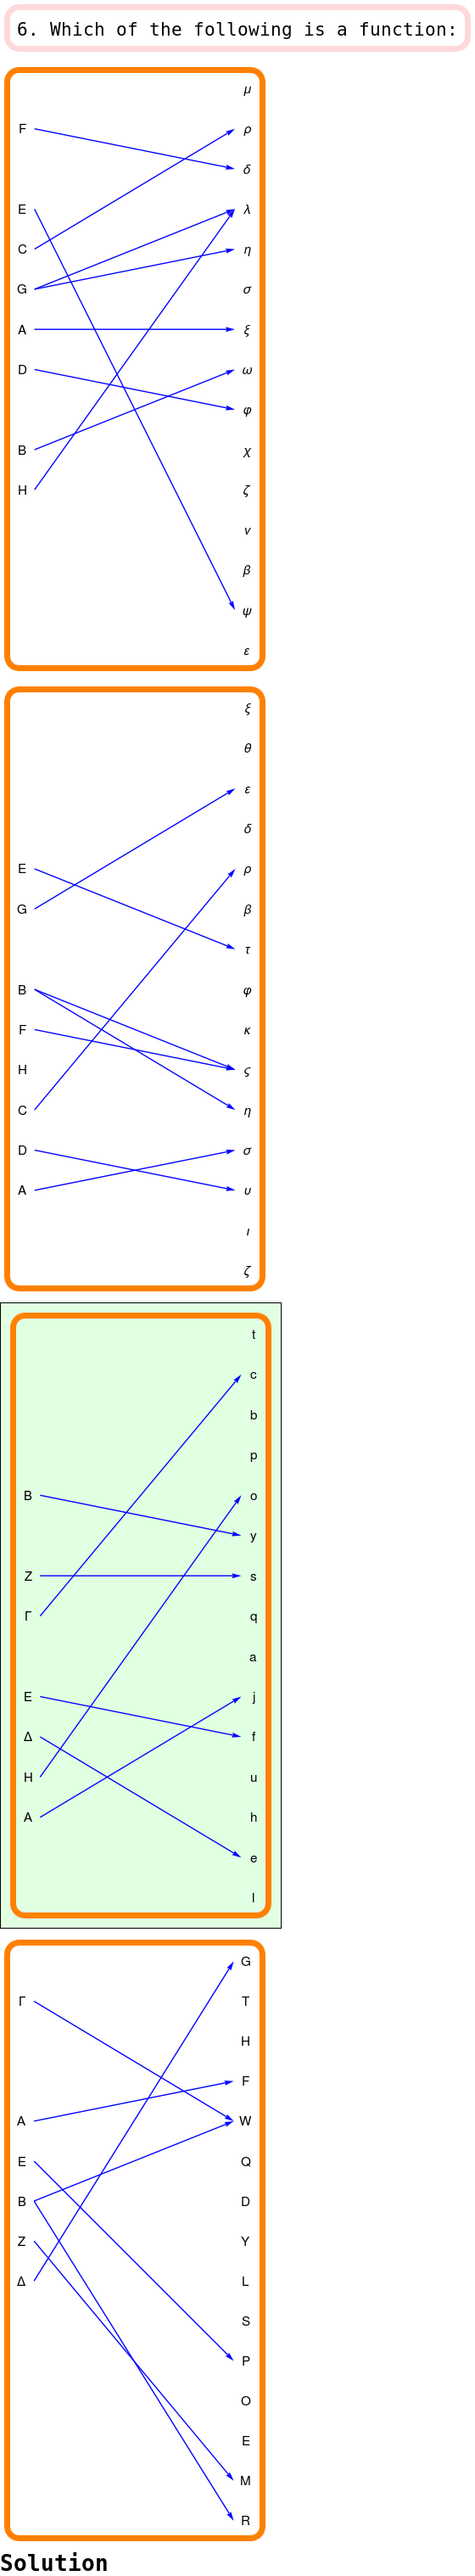 6. Which of the following is a function:
μ
F ρ
δ
E λ
C η
G σ
A ξ
D ω
φ
B χ
H ζ
ν
β
ψ
ε
ξ
θ
ε
δ
E ρ
G β
τ
B φ
F κ
H ς
C η
D σ
A υ
ι
ζ
t
c
b
p
B o
y
Z s
Γ q
a
E j
Δ f
H u
A h
e
l
G
Γ T
H
F
A W
E Q
B D
Z Y
Δ L
S
P
O
E
M
R
Solution